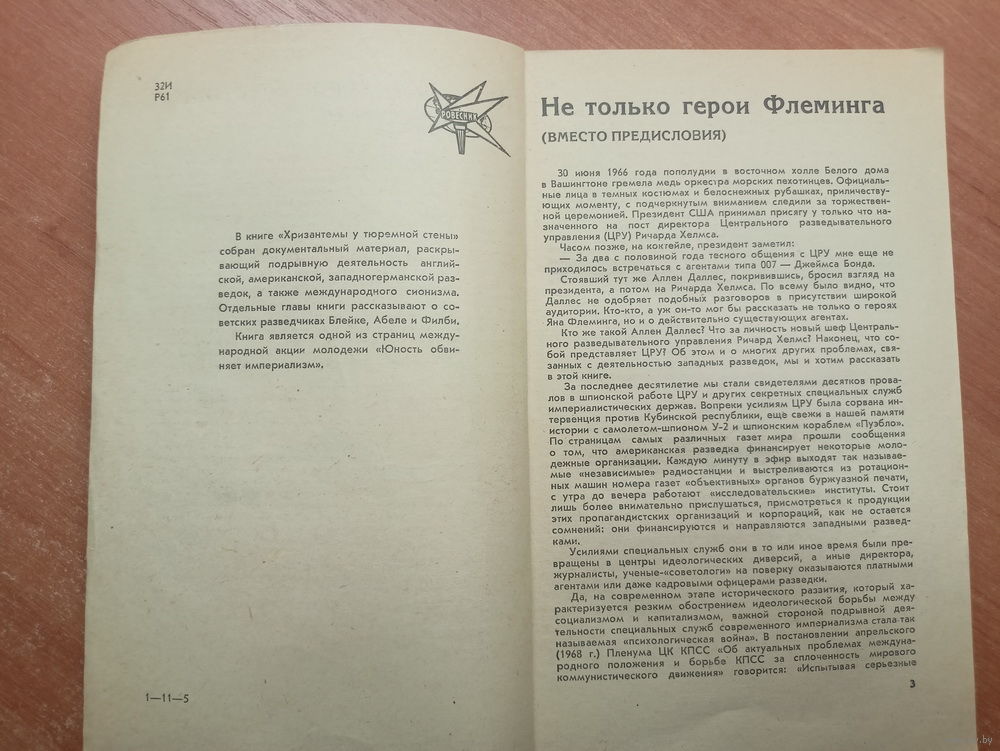 32И
Р61
РОВЕСНИК
В книге «Хризантемы у тюремной стены»
собран документальный материал, раскры-
вающий подрывную деятельность англий-
ской, американской, западногерманской раз-
ведок, а также международного сионизма.
Отдельные главы книги рассказывают о со-
ветских разведчиках Блейке, Абеле и Филби.
Книга является одной из страниц между-
народной акции молодежи «Юность обви-
няет империализм».
1—11—5
Не только герои Флеминга
(ВМЕСТО ПРЕДИСЛОВИЯ)
30 июня 1966 года пополудни в восточном холле Белого дома
в Вашингтоне гремела медь оркестра морских пехотинцев. Официаль-
ные лица в темных костюмах и белоснежных рубашках, приличеству-
ющих моменту, с подчеркнутым вниманием следили за торжествен-
ной церемонией. Президент США принимал присягу у только что на-
значенного на пост директора Центрального разведывательного
управления (ЦРУ) Ричарда Хелмса.
Часом позже, на коктейле, президент заметил:
— За два с половиной года тесного общения с ЦРУ мне еще не
приходилось встречаться с агентами типа 007 — Джеймса Бонда.
Стоявший тут же Аллен Даллес, покривившись, бросил взгляд на
президента, а потом на Ричарда Хелмса. По всему было видно, что
Даллес не одобряет подобных разговоров в присутствии широкой
аудитории. Кто-кто, а уж он-то мог бы рассказать не только о героях
Яна Флеминга, но и о действительно существующих агентах.
Кто же такой Аллен Даллес? Что за личность новый шеф Централь-
ного разведывательного управления Ричард Хелмс? Наконец, что со-
бой представляет ЦРУ? Об этом и о многих других проблемах, свя-
занных с деятельностью западных разведок, мы и хотим рассказать
в этой книге.
За последнее десятилетие мы стали свидетелями десятков прова-
лов в шпионской работе ЦРУ и других секретных специальных служб
империалистических держав. Вопреки усилиям ЦРУ была сорвана ин-
тервенция против Кубинской республики, еще свежи в нашей памяти
истории с самолетом-шпионом У-2 и шпионским кораблем «Пуэбло».
По страницам самых различных газет мира прошли сообщения
о том, что американская разведка финансирует некоторые моло-
дежные организации. Каждую минуту в эфир выходят так называе-
мые «независимые» радиостанции и выстреливаются из ротацион-
ных машин номера газет «объективных» органов буржуазной печати,
с утра до вечера работают «исследовательские» институты. Стоит
лишь более внимательно прислушаться, присмотреться к продукции
этих пропагандистских организаций и корпораций, как не остается
сомнений: они финансируются и направляются западными развед-
ками.
Усилиями специальных служб они в то или иное время были пре-
вращены в центры идеологических диверсий, а иные директора,
журналисты, ученые-«советологи» на поверку оказываются платными
агентами или даже кадровыми офицерами разведки.
Да, на современном этапе исторического развития, который ха-
рактеризуется резким обострением идеологической борьбы между
социализмом и капитализмом, важной стороной подрывной дея-
тельности специальных служб современного империализма стала так
называемая «психологическая война». В постановлении апрельского
(1968 г.) Пленума ЦК КПСС «Об актуальных проблемах междуна-
родного положения и борьбе КПСС за сплоченность мирового
коммунистического движения» говорится: «Испытывая серьезные
3